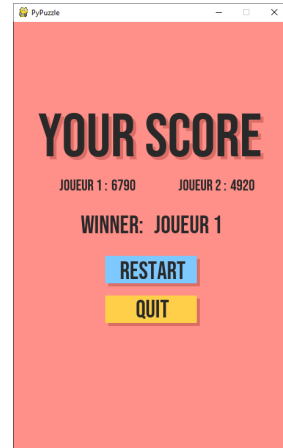 PyPuzzle
YOUR SCORE
JOUEUR 1 : 6790 JOUEUR 2 : 4920
WINNER: JOUEUR 1
RESTART
QUIT